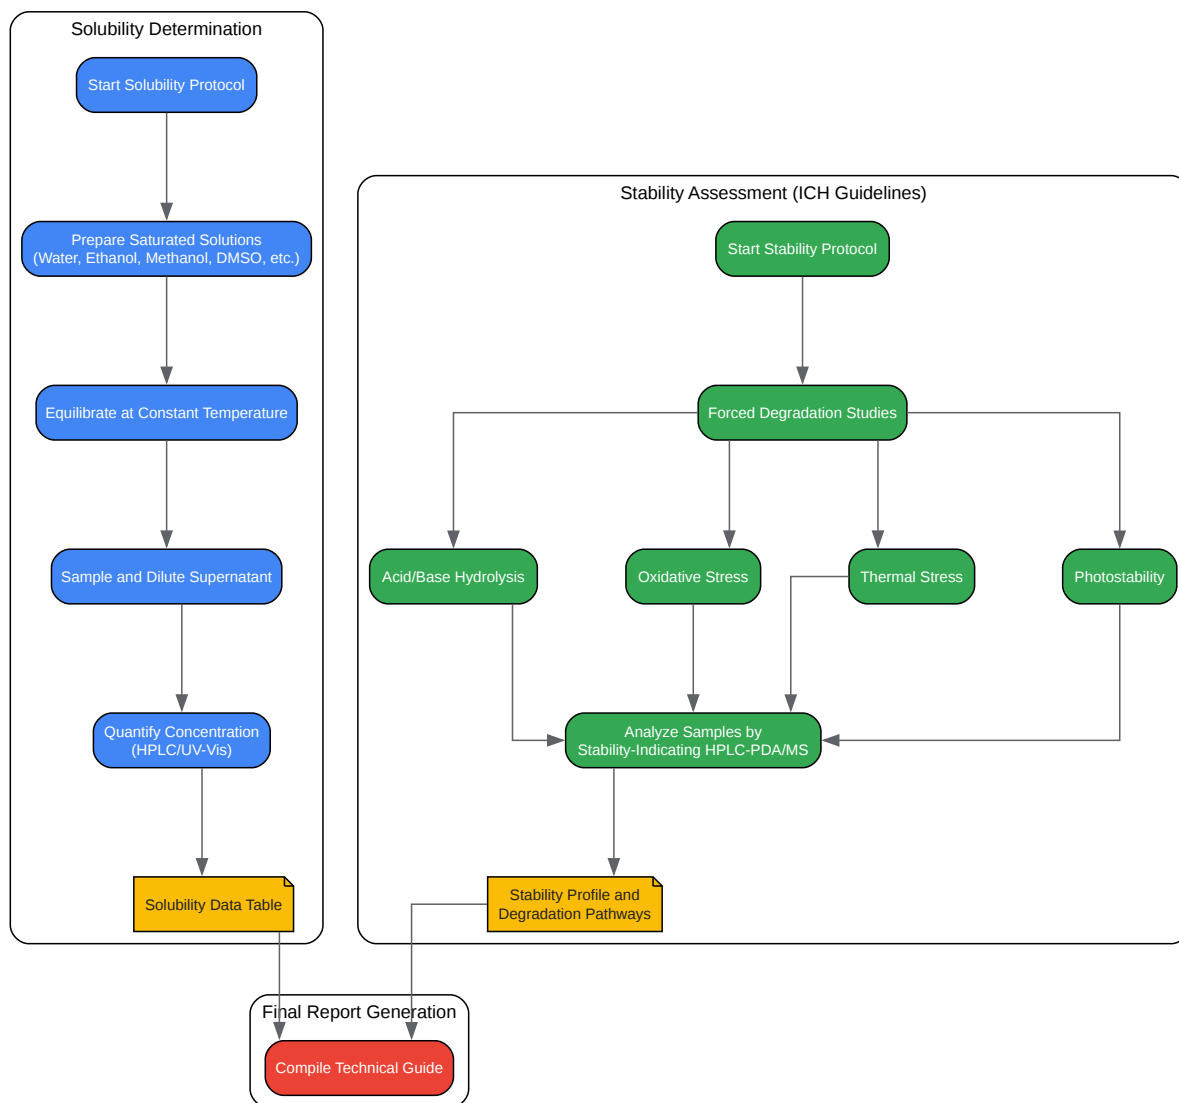 Solubility Determination
Start Solubility Protocol
Prepare Saturated Solutions
(Water, Ethanol, Methanol, DMSO, etc.)
Equilibrate at Constant Temperature
Sample and Dilute Supernatant
Quantify Concentration
(HPLC/UV-Vis)
Solubility Data Table
Stability Assessment (ICH Guidelines)
Start Stability Protocol
Forced Degradation Studies
Acid/Base Hydrolysis
Oxidative Stress
Thermal Stress
Photostability
Analyze Samples by
Stability-Indicating HPLC-PDA/MS
Stability Profile and
Degradation Pathways
Final Report Generation
Compile Technical Guide